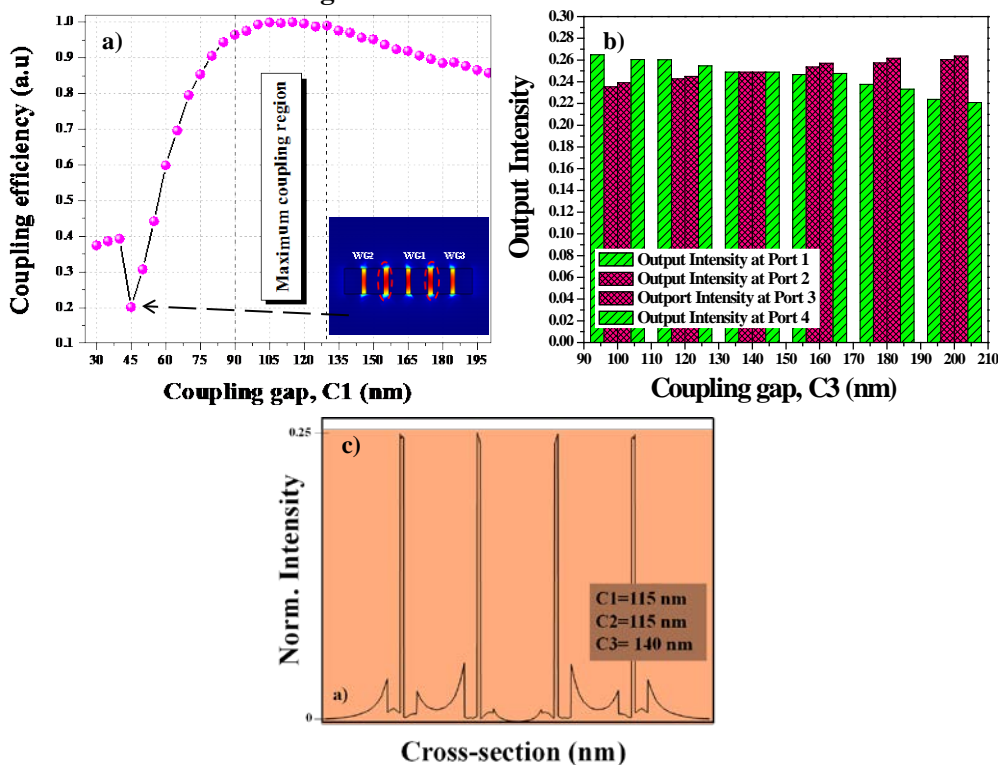 a)
Coupling efficiency (a.u)
1.0
0.9
0.8
0.7
1.0
0.6
0.5
0.4
0.3
0.2
0.1
Maximum coupling region
WG2 WG1 WG3
30 45 60 75 90 105 120 135 150 165 180 195
Coupling gap, C1 (nm)
b)
Output Intensity
0.30
0.28
0.26
0.24
0.22
0.20
0.18
0.16
0.14
0.12
0.10
0.08
0.06
0.04
0.02
0.00
Output Intensity at Port 1
Output Intensity at Port 2
Outport Intensity at Port 3
Output Intensity at Port 4
90 100 110 120 130 140 150 160 170 180 190 200 210
Coupling gap, C3 (nm)
c)
Norm. Intensity
0.25
0
C1=115 nm
C2=115 nm
C3= 140 nm
a)
Cross-section (nm)